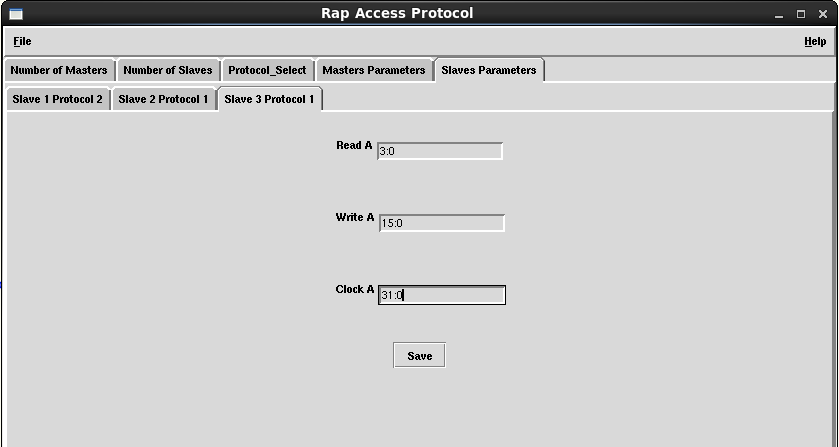 Rap Access Protocol
File Help
Number of Masters Number of Slaves Protocol_Select Masters Parameters Slaves Parameters
Slave 1 Protocol 2 Slave 2 Protocol 1 Slave 3 Protocol 1
Read A 3:0
Write A 15:0
Clock A 31:0
Save